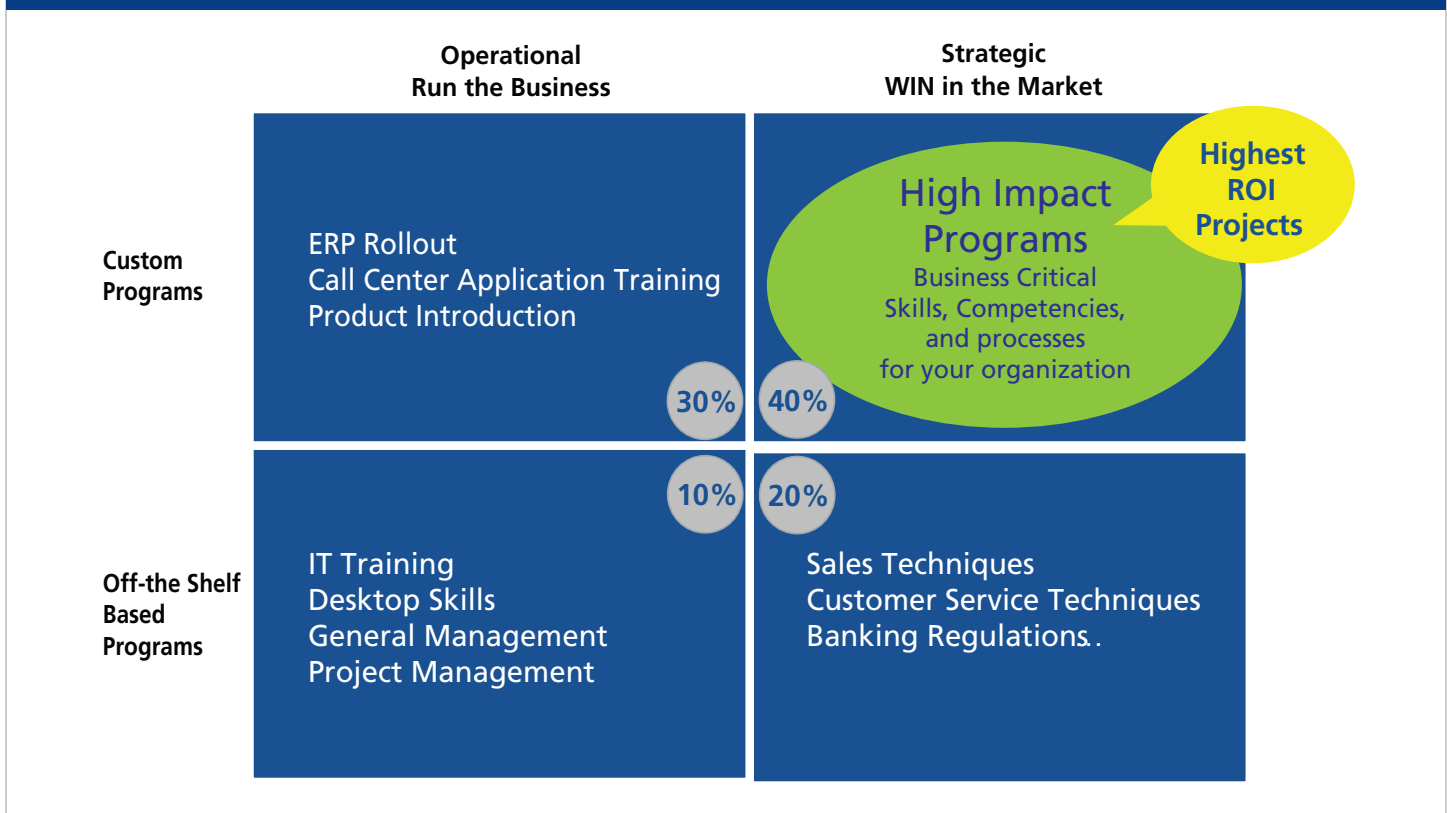 Operational
Run the Business
Strategic
WIN in the Market
Custom
Programs
ERP Rollout
Call Center Application Training
Product Introduction
30%
High Impact
Programs
Business Critical
Skills, Competencies,
and processes
for your organization
Highest
ROI
Projects
40%
Off-the Shelf
Based
Programs
10%
IT Training
Desktop Skills
General Management
Project Management
20%
Sales Techniques
Customer Service Techniques
Banking Regulations..